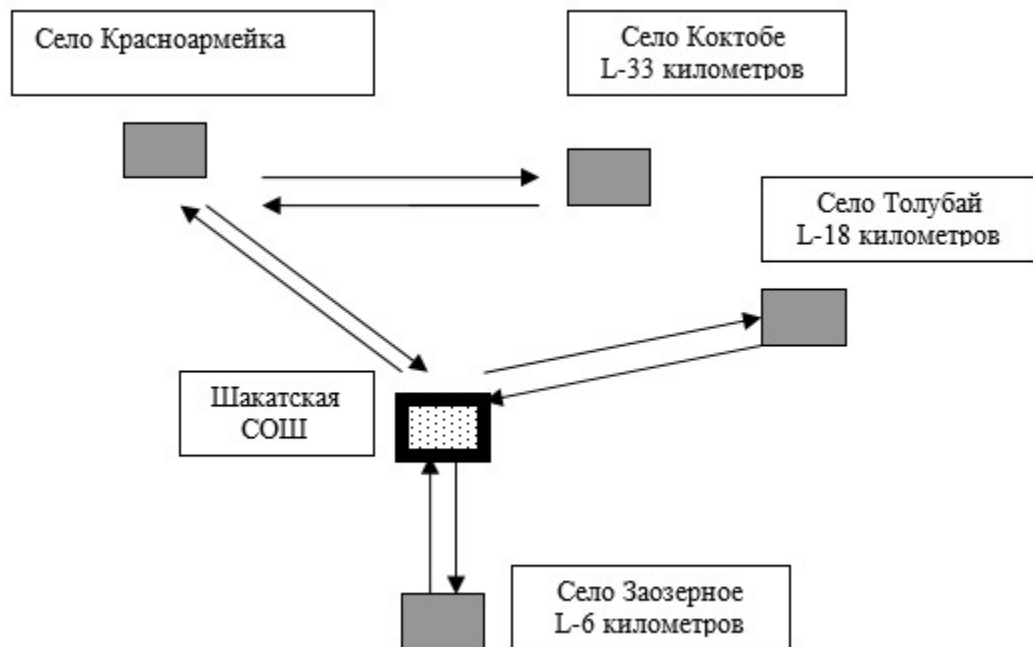 Село Красноармейка
Село Коктобе
L-33 километров
Село Толубай
L-18 километров
Шакатская
СОШ
Село Заозерное
L-6 километров